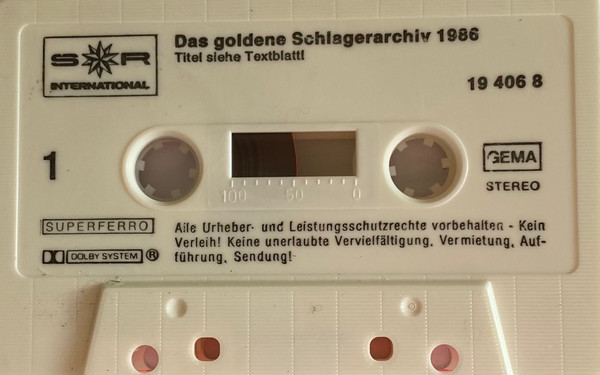 S R
INTERNATIONAL
Das goldene Schlagerarchiv 1986
Titel siehe Textblatt!
19 406 8
1
100 50 0
GEMA
STEREO
SUPERFERRO
DOLBY SYSTEM ®
Alle Urheber- und Leistungsschutzrechte vorbehalten - Kein
Verleih! Keine unerlaubte Vervielfältigung, Vermietung, Auf-
führung, Sendung!